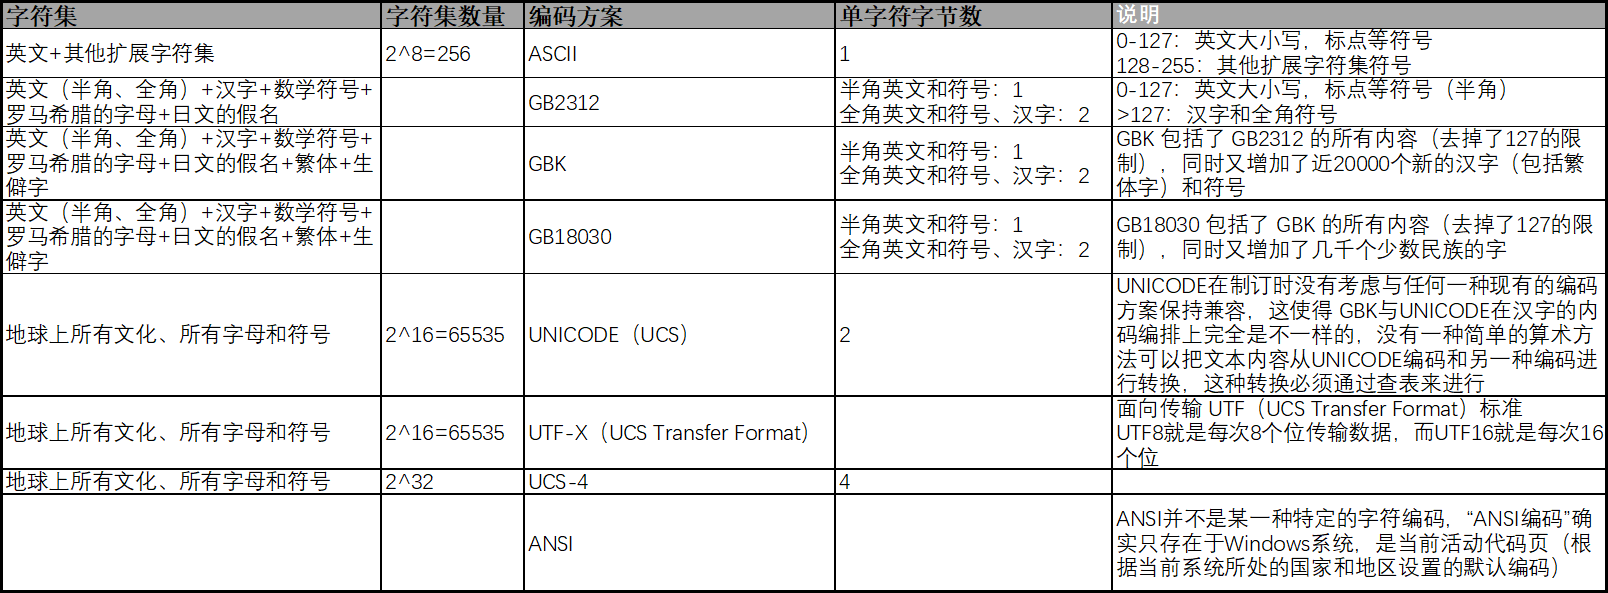 字符集
字符集数量
编码方案
单字符字节数
说明
英文+其他扩展字符集
2^8=256
ASCII
1
0-127：英文大小写，标点等符号
128-255：其他扩展字符集符号
英文（半角、全角）+汉字+数学符号+
罗马希腊的字母+日文的假名
GB2312
半角英文和符号：1
全角英文和符号、汉字：2
0-127：英文大小写，标点等符号（半角）
>127：汉字和全角符号
英文（半角、全角）+汉字+数学符号+
罗马希腊的字母+日文的假名+繁体+生
僻字
GBK
半角英文和符号：1
全角英文和符号、汉字：2
GBK 包括了 GB2312 的所有内容（去掉了127的限
制），同时又增加了近20000个新的汉字（包括繁
体字）和符号
英文（半角、全角）+汉字+数学符号+
罗马希腊的字母+日文的假名+繁体+生
僻字
GB18030
半角英文和符号：1
全角英文和符号、汉字：2
GB18030 包括了 GBK 的所有内容（去掉了127的限
制），同时又增加了几千个少数民族的字
地球上所有文化、所有字母和符号
2^16=65535
UNICODE（UCS）
2
UNICODE在制订时没有考虑与任何一种现有的编码
方案保持兼容，这使得 GBK与UNICODE在汉字的内
码编排上完全是不一样的，没有一种简单的算术方
法可以把文本内容从UNICODE编码和另一种编码进
行转换，这种转换必须通过查表来进行
地球上所有文化、所有字母和符号
2^16=65535
UTF-X（UCS Transfer Format）
面向传输 UTF（UCS Transfer Format）标准
UTF8就是每次8个位传输数据，而UTF16就是每次16
个位
地球上所有文化、所有字母和符号
2^32
UCS-4
4
ANSI
ANSI并不是某一种特定的字符编码，“ANSI编码”确
实只存在于Windows系统，是当前活动代码页（根
据当前系统所处的国家和地区设置的默认编码）